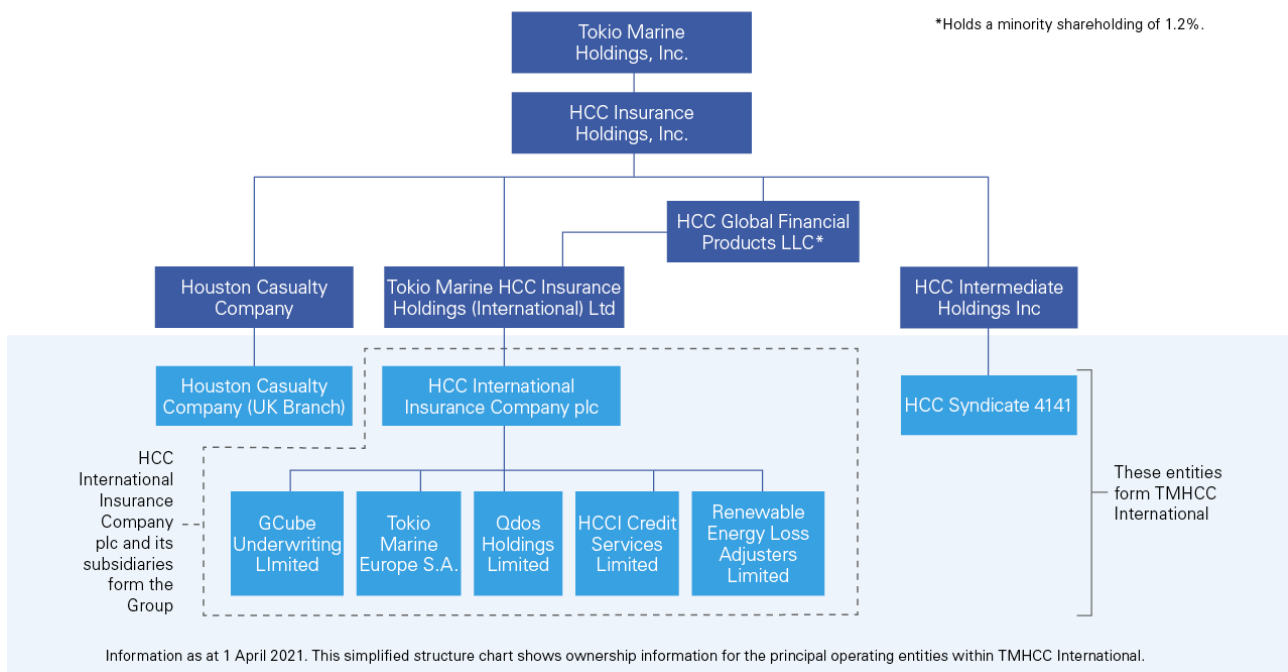 Tokio Marine
Holdings, Inc.
*Holds a minority shareholding of 1.2%.
HCC Insurance
Holdings, Inc.
HCC Global Financial
Products LLC*
Houston Casualty
Company
Tokio Marine HCC Insurance
Holdings (International) Ltd
HCC Intermediate
Holdings Inc
Houston Casualty
Company (UK Branch)
HCC International
Insurance Company plc
HCC Syndicate 4141
HCC
International
Insurance
Company
plc and its
subsidiaries
form the
Group
GCube
Underwriting
LImited
Tokio
Marine
Europe S.A.
Qdos
Holdings
Limited
HCCI Credit
Services
Limited
Renewable
Energy Loss
Adjusters
Limited
These entities
form TMHCC
International
Information as at 1 April 2021. This simplified structure chart shows ownership information for the principal operating entities within TMHCC International.